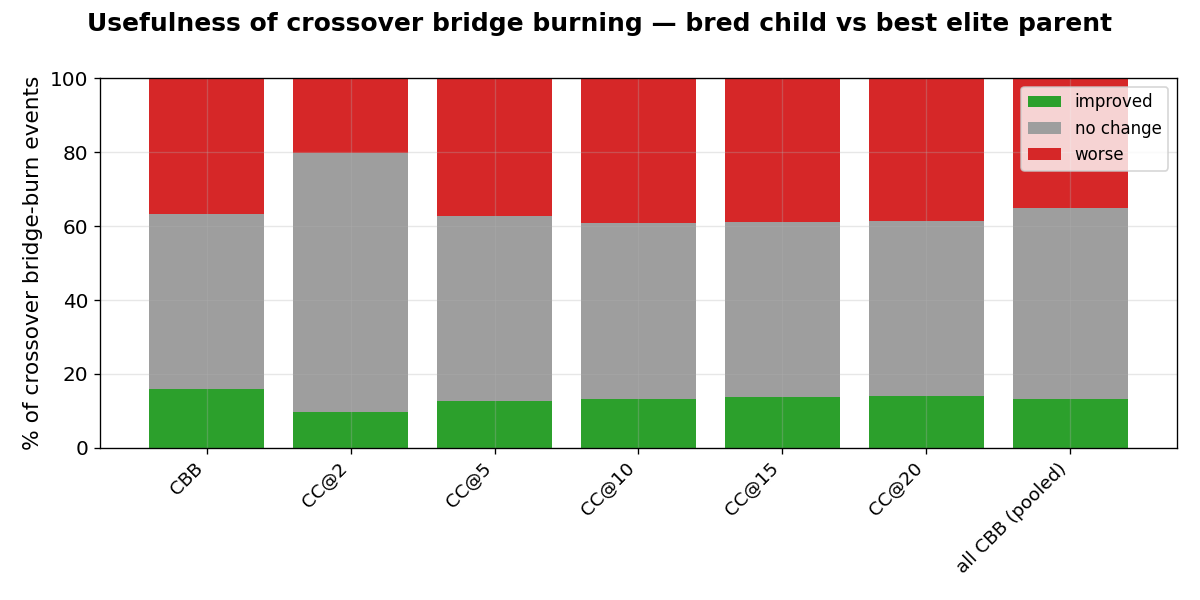 Usefulness of crossover bridge burning — bred child vs best elite parent
% of crossover bridge-burn events
100
80
60
40
20
0
improved
no change
worse
CBB
CC@2
CC@5
CC@10
CC@15
CC@20
all CBB (pooled)